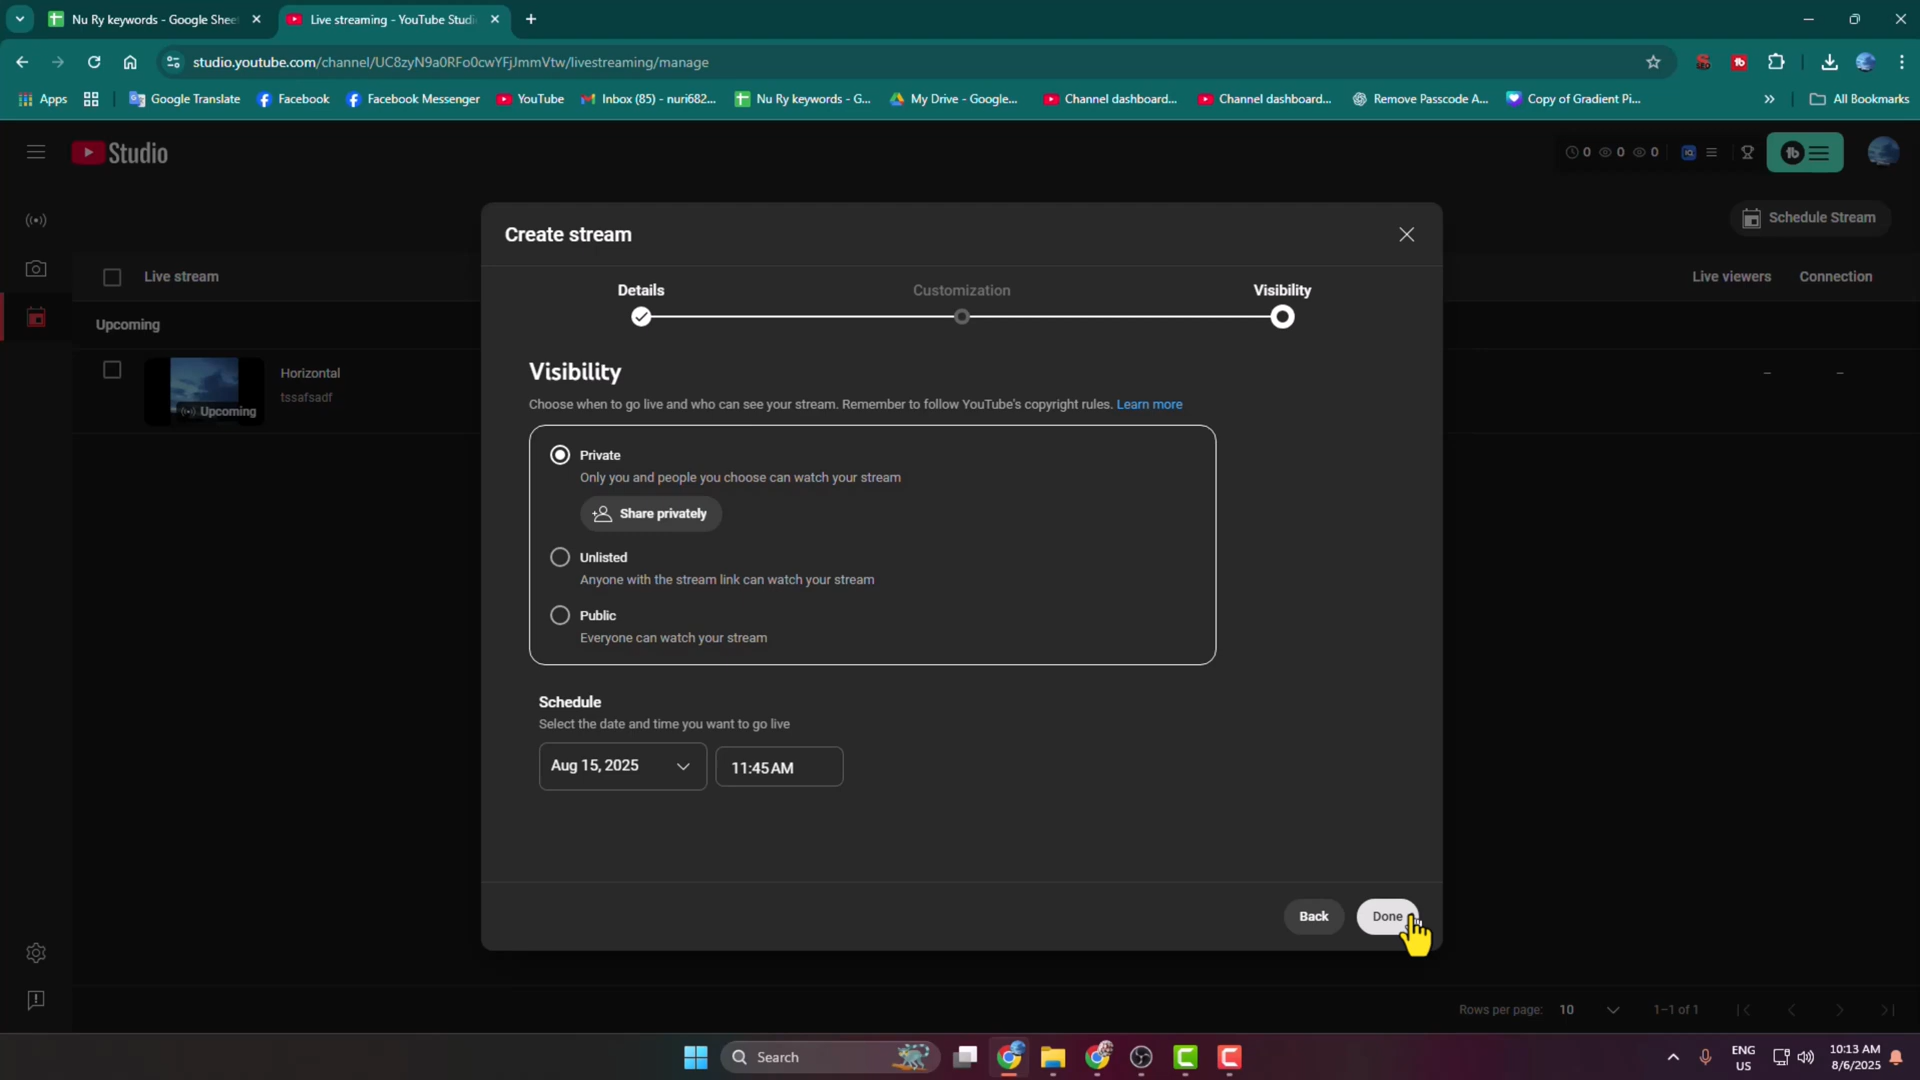 Nu Ry keywords - Google Shee
Live streaming - YouTube Studi
studio.youtube.com/channel/UC8zyN9a0RFo0cwYFjJmmVtw/livestreaming/manage
Apps
Google Translate
Facebook
Facebook Messenger
YouTube
Inbox (85) - nuri682...
Nu Ry keywords - G...
My Drive - Google...
Channel dashboard...
Channel dashboard...
Remove Passcode A...
Copy of Gradient Pi...
All Bookmarks
Studio
0 0 0
Schedule Stream
Live stream
Live viewers
Connection
Upcoming
Horizontal
tssafsadf
Upcoming
–
–
Create stream
Details
Customization
Visibility
Visibility
Choose when to go live and who can see your stream. Remember to follow YouTube's copyright rules. Learn more
Private
Only you and people you choose can watch your stream
Share privately
Unlisted
Anyone with the stream link can watch your stream
Public
Everyone can watch your stream
Schedule
Select the date and time you want to go live
Aug 15, 2025
11:45 AM
Back
Done
Rows per page: 10
1–1 of 1
Search
ENG
US
10:13 AM
8/6/2025